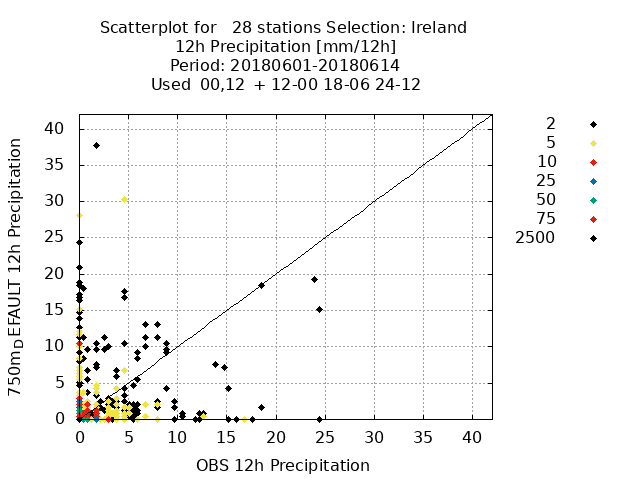 Scatterplot for   28 stations Selection: Ireland
12h Precipitation [mm/12h]
Period: 20180601-20180614
Used  00,12  + 12-00 18-06 24-12
750m_DEFAULT 12h Precipitation
40
35
30
25
20
15
10
5
0
0 5 10 15 20 25 30 35 40
OBS 12h Precipitation
2
5
10
25
50
75
2500